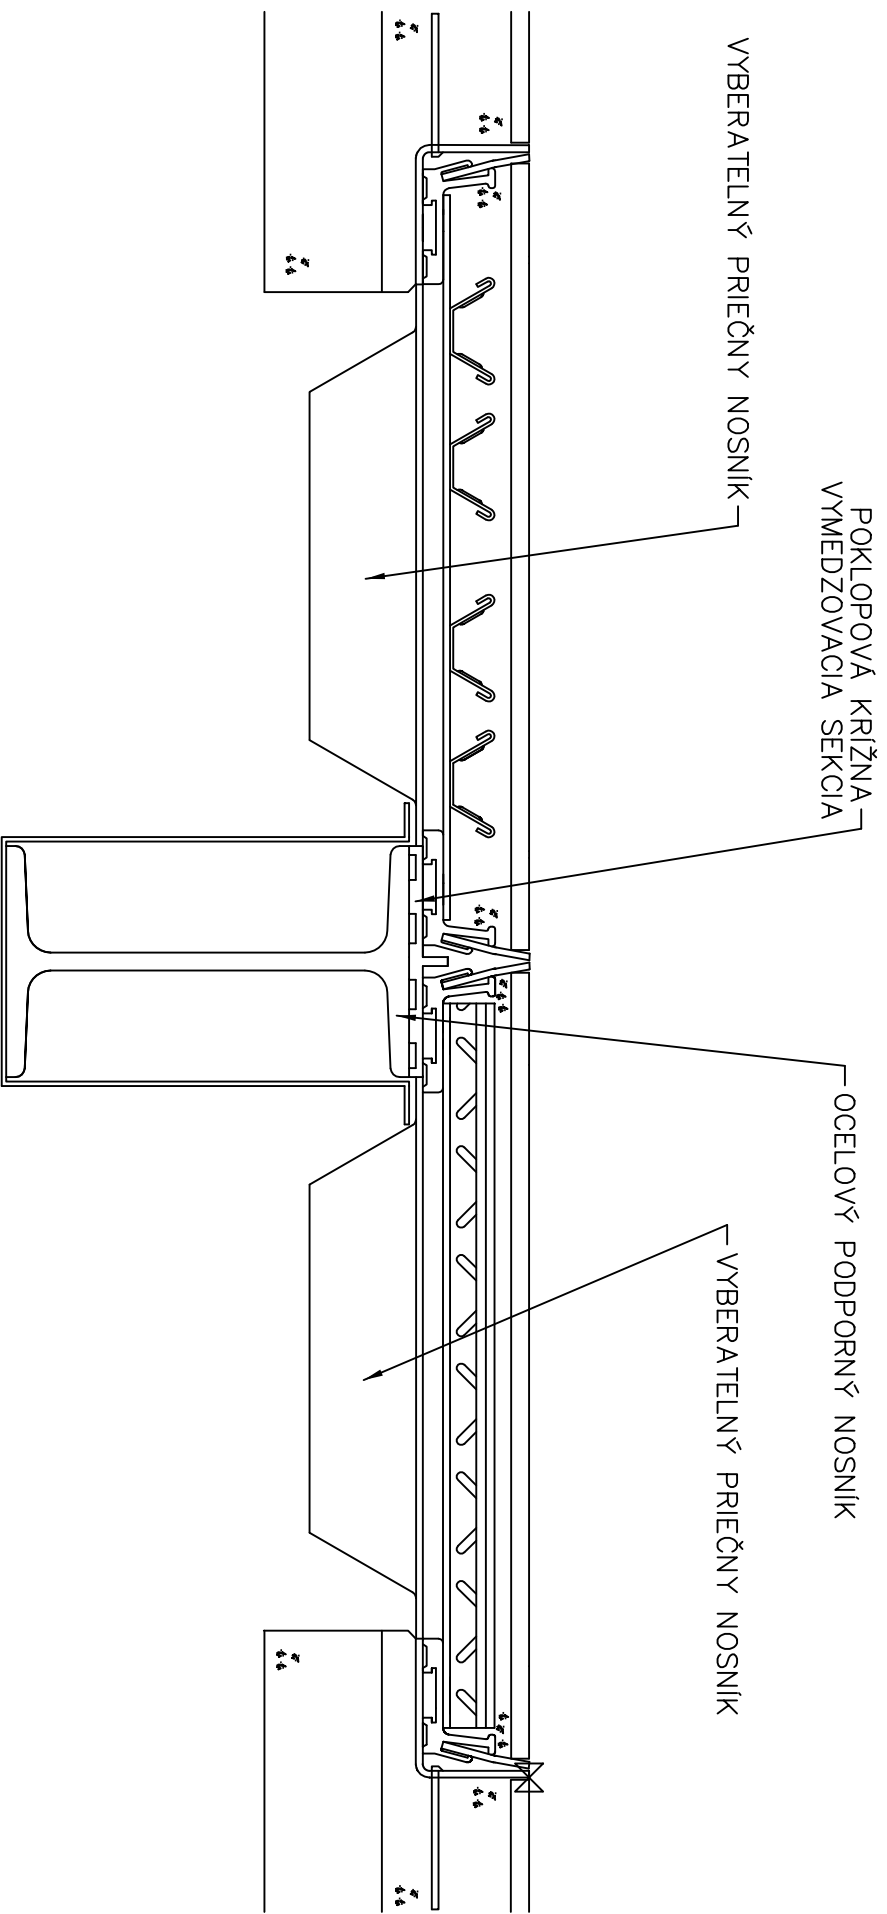 VYBERATELNÝ PRIEČNY NOSNÍK
POKLOPOVÁ KRÍŽNA
VYMEDZOVACIA SEKCIA
OCELOVÝ PODPORNÝ NOSNÍK
VYBERATELNÝ PRIEČNY NOSNÍK